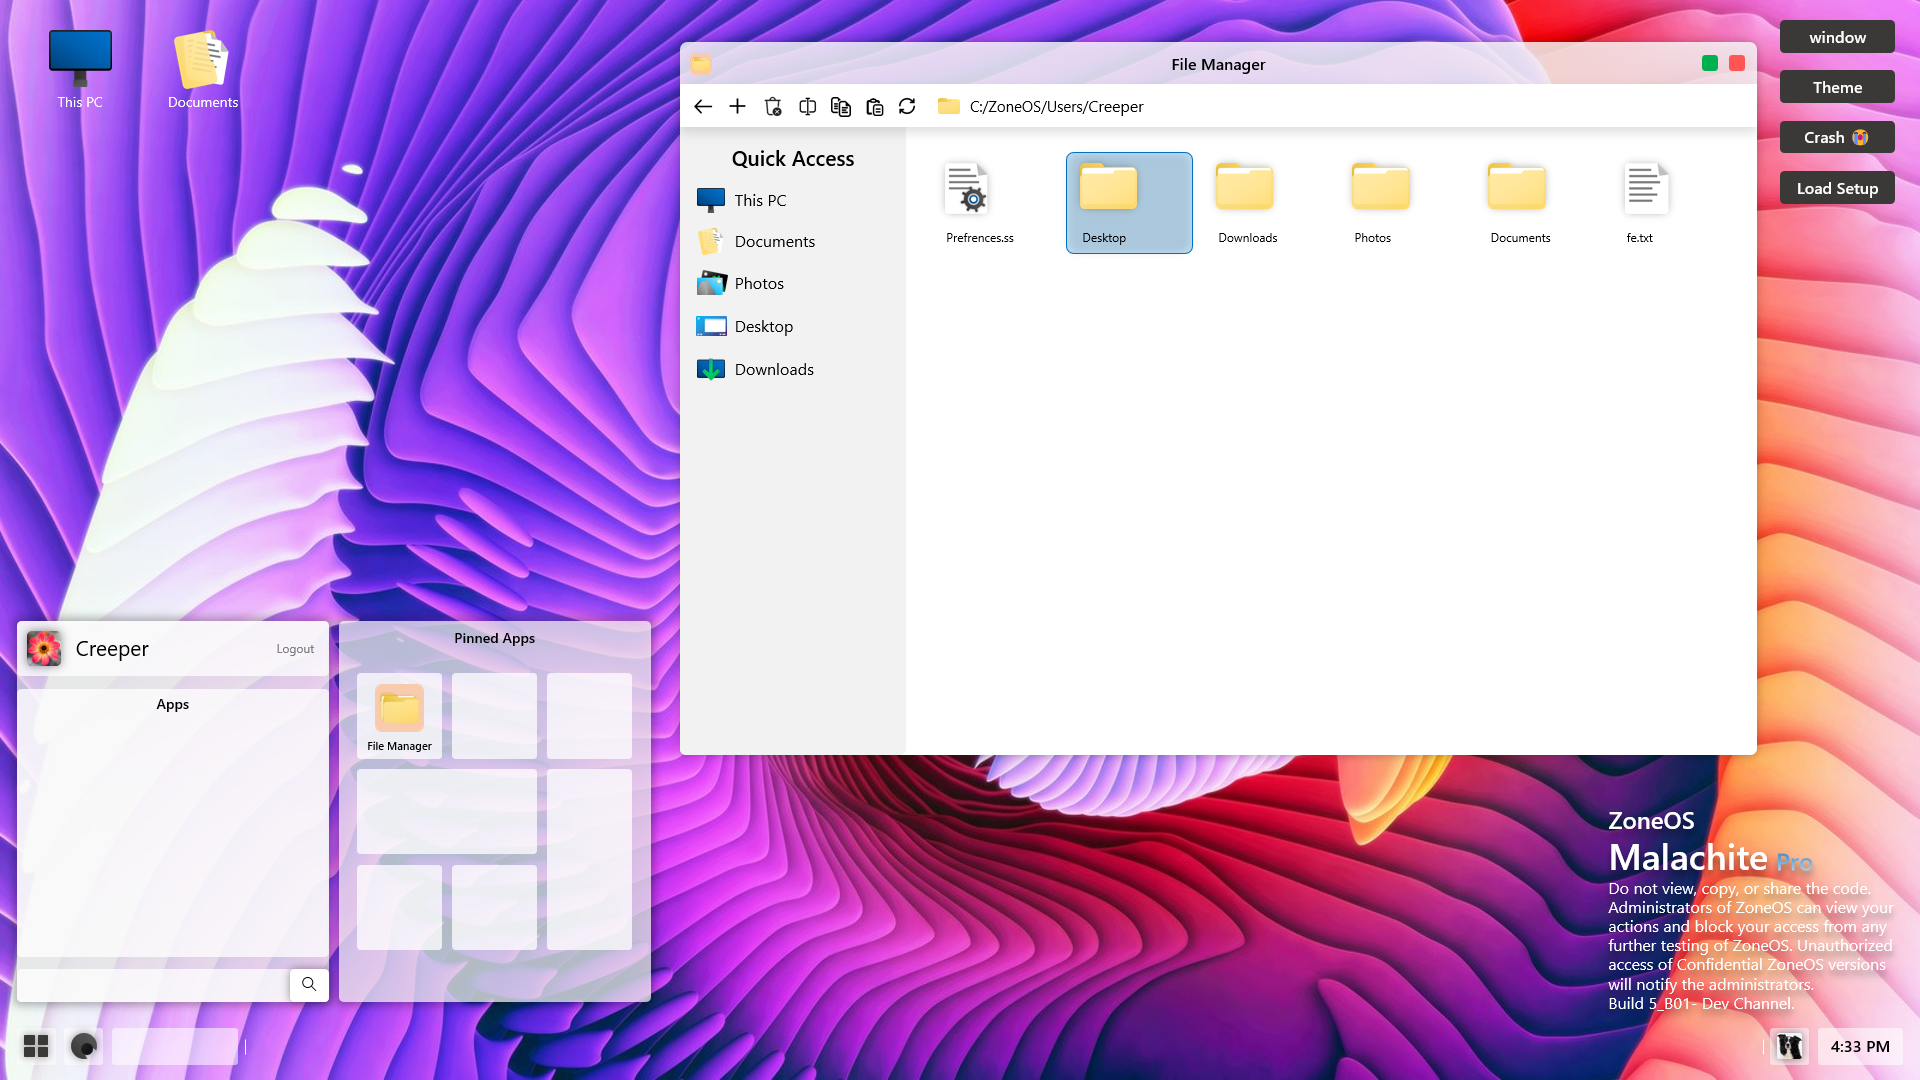 This PC
Documents
File Manager
C:/ZoneOS/Users/Creeper
Quick Access
This PC
Documents
Photos
Desktop
Downloads
Prefrences.ss
Desktop
Downloads
Photos
Documents
fe.txt
window
Theme
Crash
Load Setup
Creeper
Logout
Apps
Pinned Apps
File Manager
ZoneOS
Malachite Pro
Do not view, copy, or share the code.
Administrators of ZoneOS can view your
actions and block your access from any
further testing of ZoneOS. Unauthorized
access of Confidential ZoneOS versions
will notify the administrators.
Build 5_B01- Dev Channel.
4:33 PM